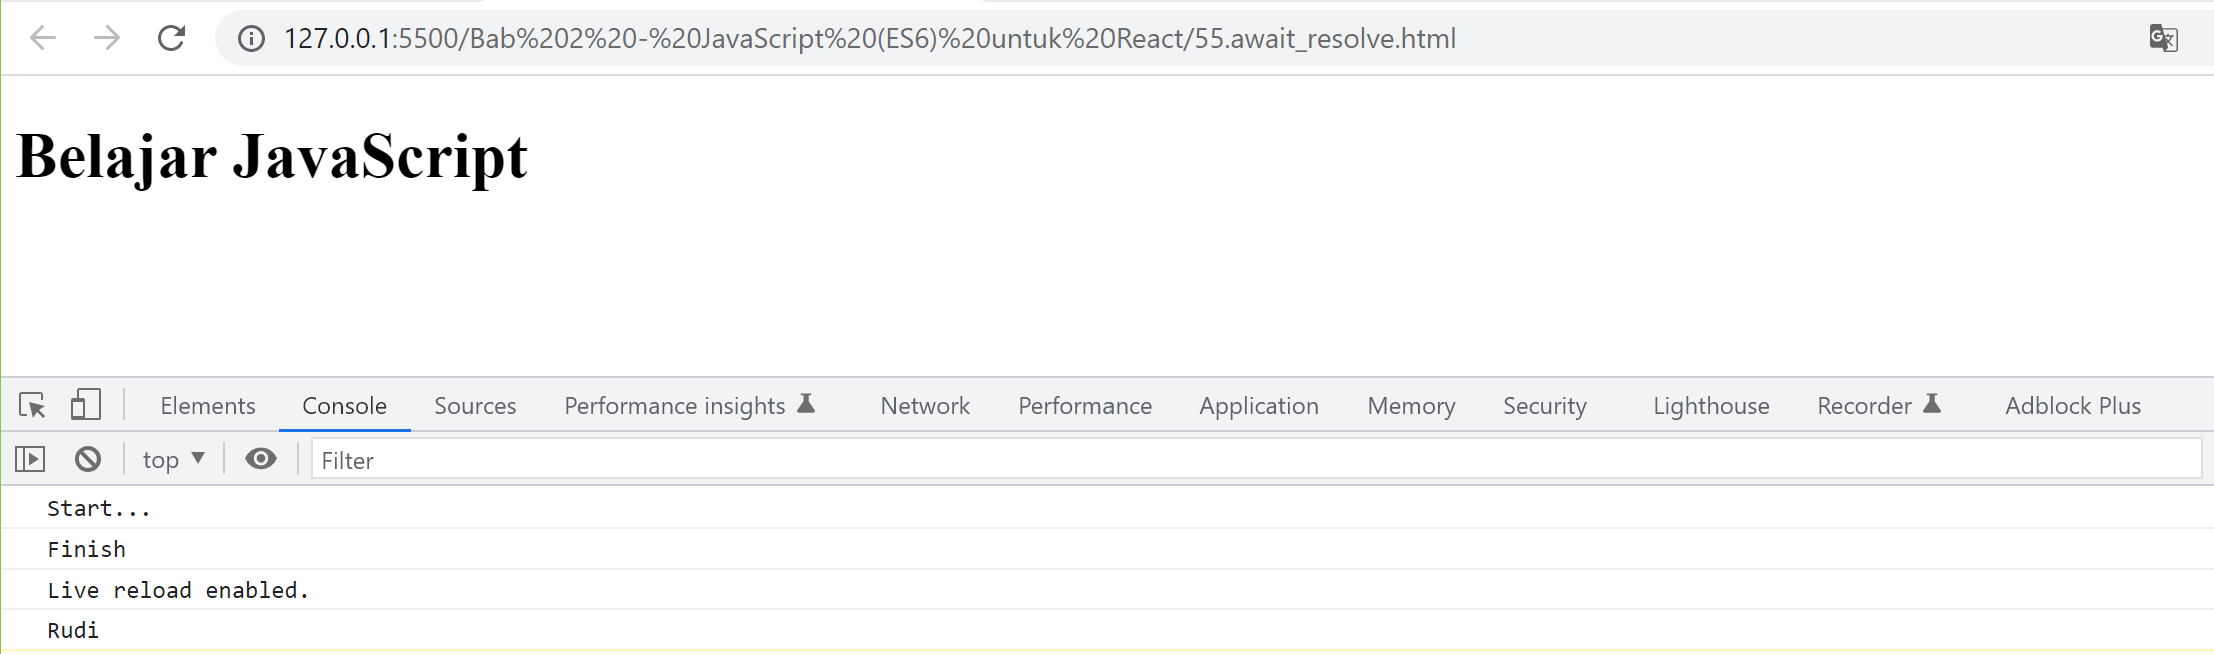 127.0.0.1:5500/Bab%202%20-%20JavaScript%20(ES6)%20untuk%20React/55.await_resolve.html
Belajar JavaScript
Elements Console Sources Performance insights Network Performance Application Memory Security Lighthouse Recorder Adblock Plus
top Filter
Start...
Finish
Live reload enabled.
Rudi